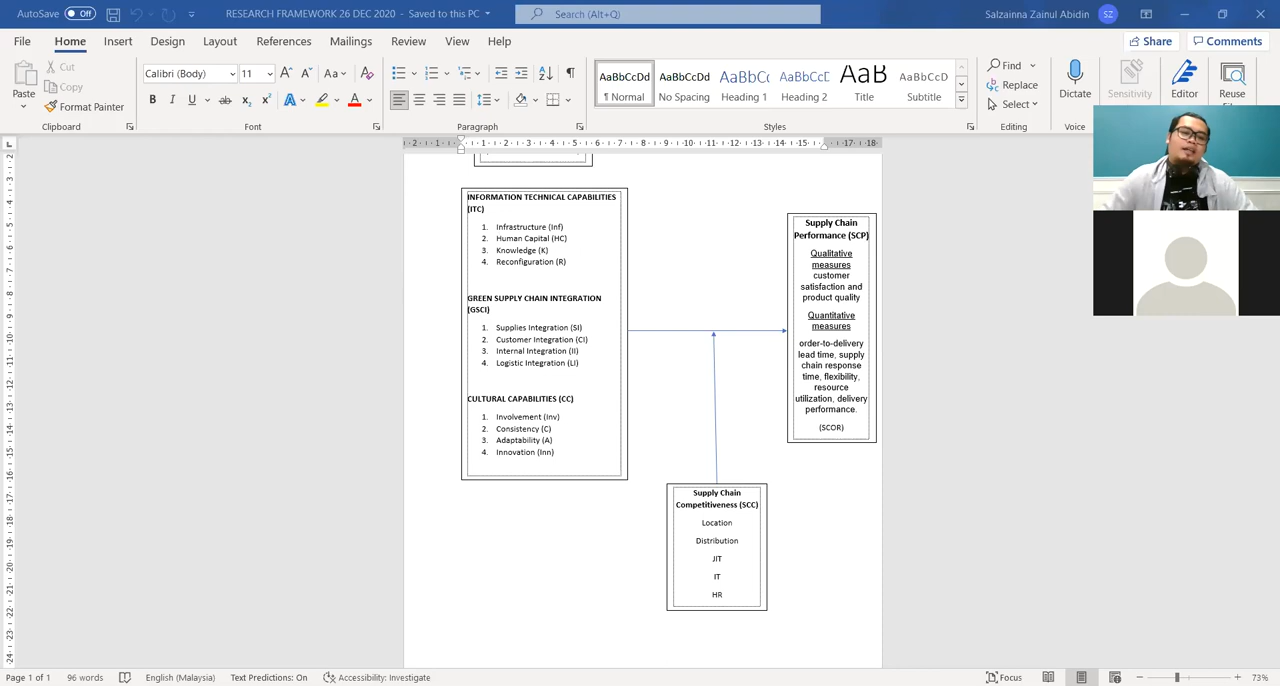 AutoSave Off RESEARCH FRAMEWORK 26 DEC 2020 - Saved to this PC Search (Alt+Q) Salzainna Zainul Abidin SZ
File Home Insert Design Layout References Mailings Review View Help Share Comments
Paste Cut Copy Format Painter
Calibri (Body) 11
AaBbCcDd AaBbCcDd AaBbCc AaBbCcD AaB AaBbCcD
¶ Normal No Spacing Heading 1 Heading 2 Title Subtitle
Find Replace Select
Dictate Sensitivity Editor Reuse
Clipboard Font Paragraph Styles Editing Voice
INFORMATION TECHNICAL CAPABILITIES
(ITC)
1. Infrastructure (Inf)
2. Human Capital (HC)
3. Knowledge (K)
4. Reconfiguration (R)
GREEN SUPPLY CHAIN INTEGRATION
(GSCI)
1. Supplies Integration (SI)
2. Customer Integration (CI)
3. Internal Integration (II)
4. Logistic Integration (LI)
CULTURAL CAPABILITIES (CC)
1. Involvement (Inv)
2. Consistency (C)
3. Adaptability (A)
4. Innovation (Inn)
Supply Chain
Performance (SCP)
Qualitative
measures
customer
satisfaction and
product quality
Quantitative
measures
order-to-delivery
lead time, supply
chain response
time, flexibility,
resource
utilization, delivery
performance.
(SCOR)
Supply Chain
Competitiveness (SCC)
Location
Distribution
JIT
IT
HR
Page 1 of 1 96 words English (Malaysia) Text Predictions: On Accessibility: Investigate Focus 73%